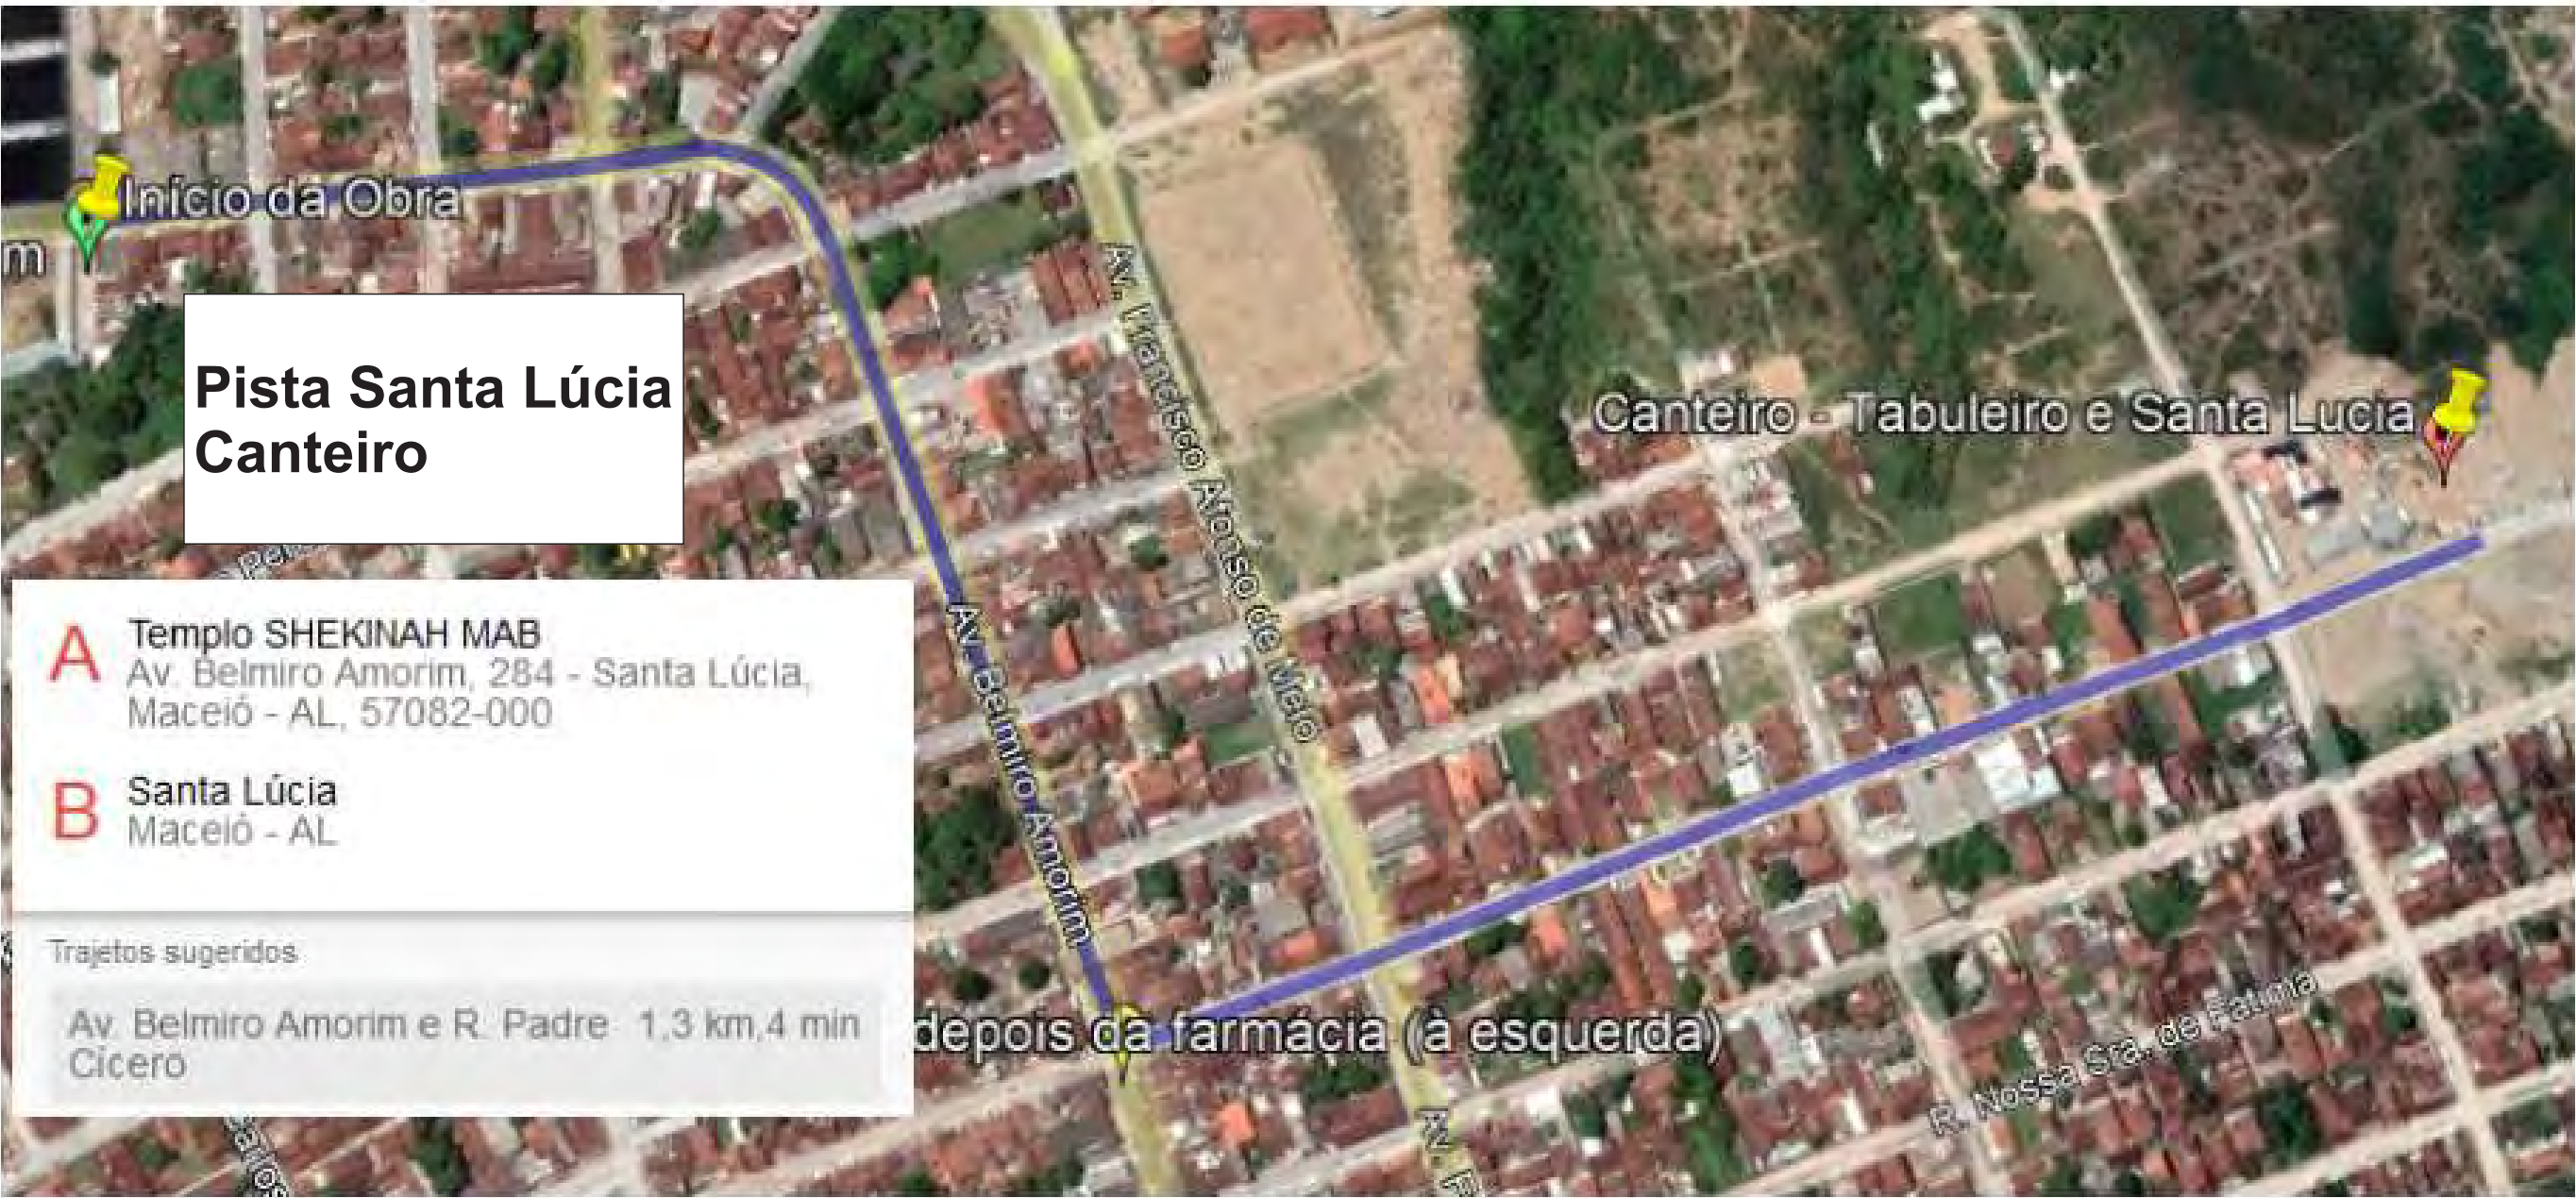 Início da Obra
m
Pista Santa Lúcia
Canteiro
Canteiro - Tabuleiro e Santa Lucia
Av. Francisco Afonso de Melo
A
Templo SHEKINAH MAB
Av. Belmiro Amorim, 284 - Santa Lúcia,
Maceió - AL, 57082-000
B
Santa Lúcia
Maceió - AL
Trajetos sugeridos
Av. Belmiro Amorim e R. Padre 1,3 km,4 min
Cícero
Av. Belmiro Amorim
depois da farmácia (à esquerda)
R. Nossa Sra. de Fatima